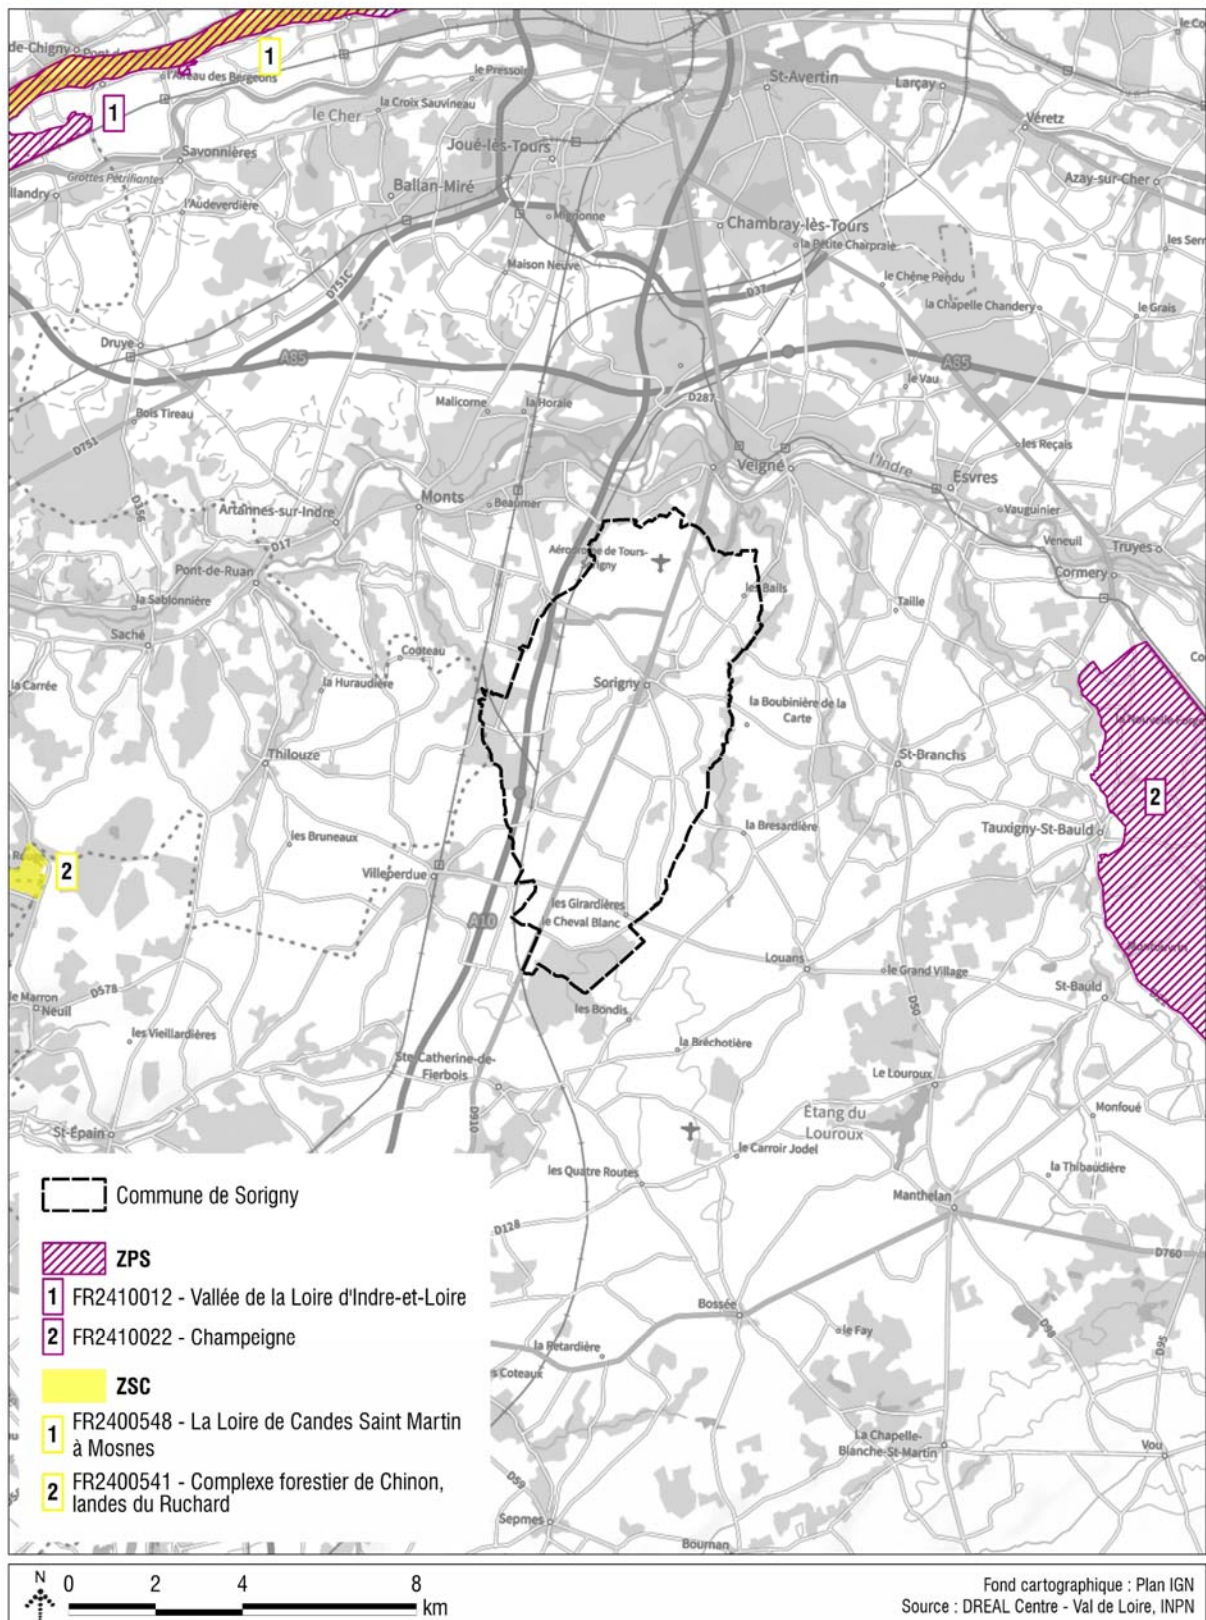 de-Chigny
1
St-Avertin
le Pressoir
Larçay
1
la Croix Sauvineau
le Cher
Véretz
Savonnières
Joué-lès-Tours
Grottes Pétrifiantes
Ballan-Miré
Azay-sur-Cher
llandry
l'Audeverdière
Mignonne
Chambray-lès-Tours
la Petite Charpraie
les Serr
Maison Neuve
le Chêne Pendu
D751C
D37
la Chapelle Chandery
le Grais
Druye
A85
A85
le Vau
Malicorne
la Horaie
D287
Bois Tireau
D751
les Reçais
Veigné
l'Indre
Esvres
Monts
Beaumer
Artannes-sur-Indre
Vauguinier
D17
Veneuil
Truyes
Aérodrome de Tours-
Sorigny
Pont-de-Ruan
Cormery
les Bails
la Sablonnière
Taille
Saché
Coteau
Co
la Carrée
la Huraudière
Sorigny
la Boubinière de la
Carte
Thilouze
St-Branchs
2
les Bruneaux
la Bresardière
Tauxigny-St-Bauld
2
Villeperdue
les Girardières
le Cheval Blanc
A10
Louans
le Grand Village
le Marron
D578
Neuil
St-Bauld
les Bondis
D50
les Vieillardières
la Bréchotière
Ste-Catherine-de-
Fierbois
Le Louroux
D910
Monfoué
Étang du
Louroux
St-Épain
le Carroir Jodel
les Quatre Routes
la Thibaudière
Commune de Sorigny
Manthelan
D128
D760
ZPS
1 FR2410012 - Vallée de la Loire d'Indre-et-Loire
Bossée
2 FR2410022 - Champeigne
le Fay
D98
D95
la Retardière
s Coteaux
ZSC
1 FR2400548 - La Loire de Candes Saint Martin
à Mosnes
La Chapelle-
Blanche-St-Martin
Vou
2 FR2400541 - Complexe forestier de Chinon,
landes du Ruchard
D59
Sepmes
Bournan
N
0 2 4 8
km
Fond cartographique : Plan IGN
Source : DREAL Centre - Val de Loire, INPN